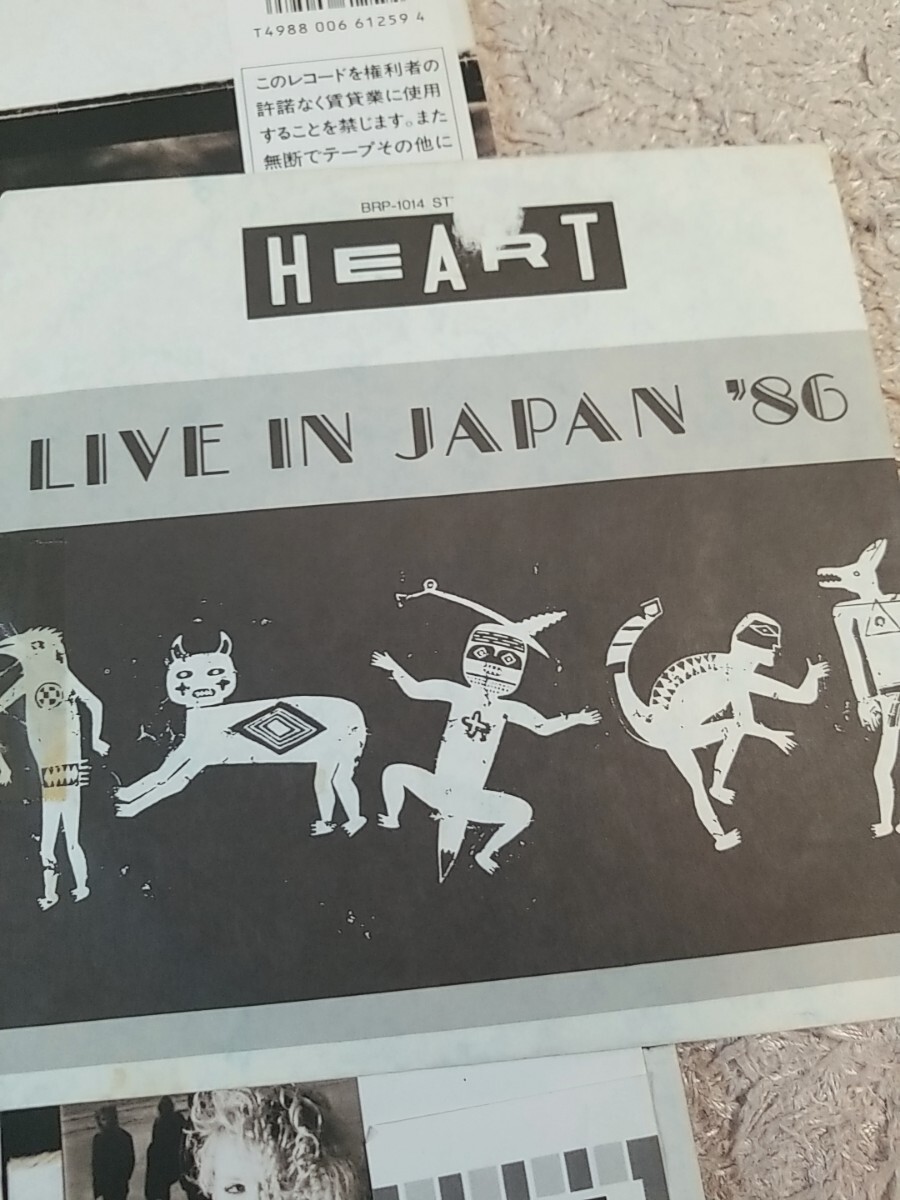 T4988 006 61259 4
このレコードを権利者の
許諾なく賃貸業に使用
することを禁じます。また
無断でテープその他に
BRP-1014
HEART
LIVE IN JAPAN '86